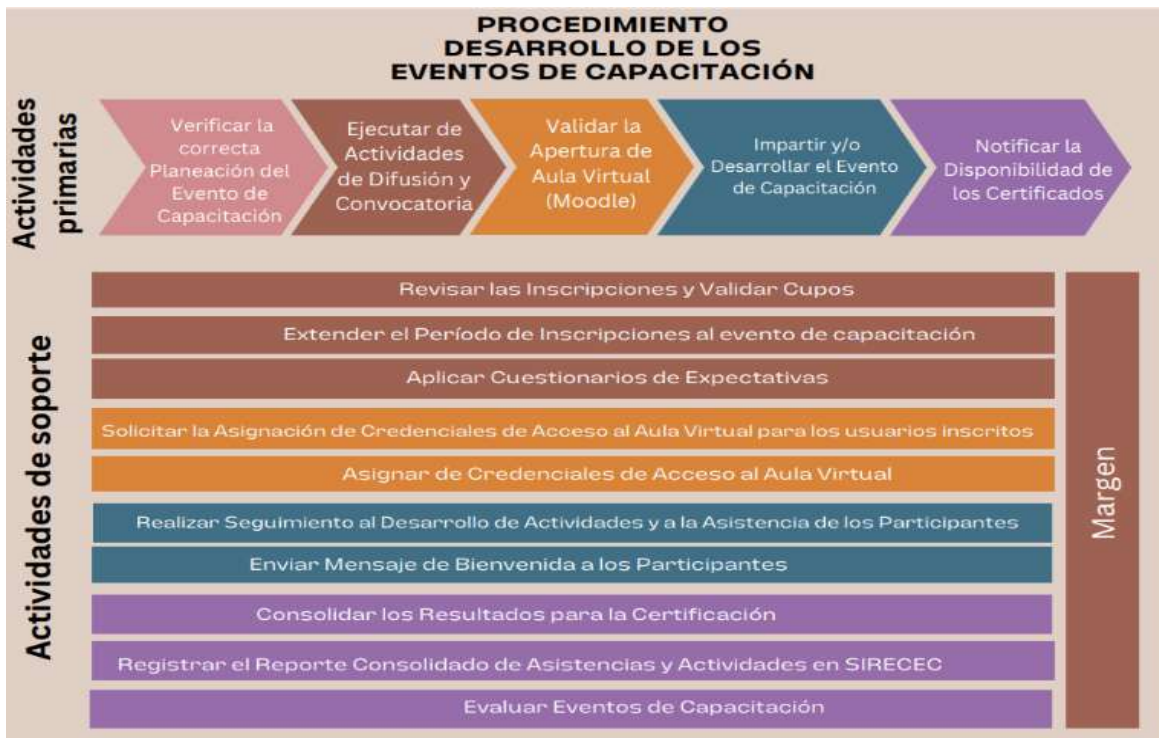 PROCEDIMIENTO
DESARROLLO DE LOS
EVENTOS DE CAPACITACIÓN
Actividades
primarias
Verificar la
correcta
Planeación del
Evento de
Capacitación
Ejecutar de
Actividades
de Difusión y
Convocatoria
Validar la
Apertura de
Aula Virtual
(Moodle)
Impartir y/o
Desarrollar el Evento
de Capacitación
Notificar la
Disponibilidad de
los Certificados
Actividades de soporte
Revisar las Inscripciones y Validar Cupos
Extender el Período de Inscripciones al evento de capacitación
Aplicar Cuestionarios de Expectativas
Solicitar la Asignación de Credenciales de Acceso al Aula Virtual para los usuarios inscritos
Asignar de Credenciales de Acceso al Aula Virtual
Realizar Seguimiento al Desarrollo de Actividades y a la Asistencia de los Participantes
Enviar Mensaje de Bienvenida a los Participantes
Consolidar los Resultados para la Certificación
Registrar el Reporte Consolidado de Asistencias y Actividades en SIRECEC
Evaluar Eventos de Capacitación
Margen